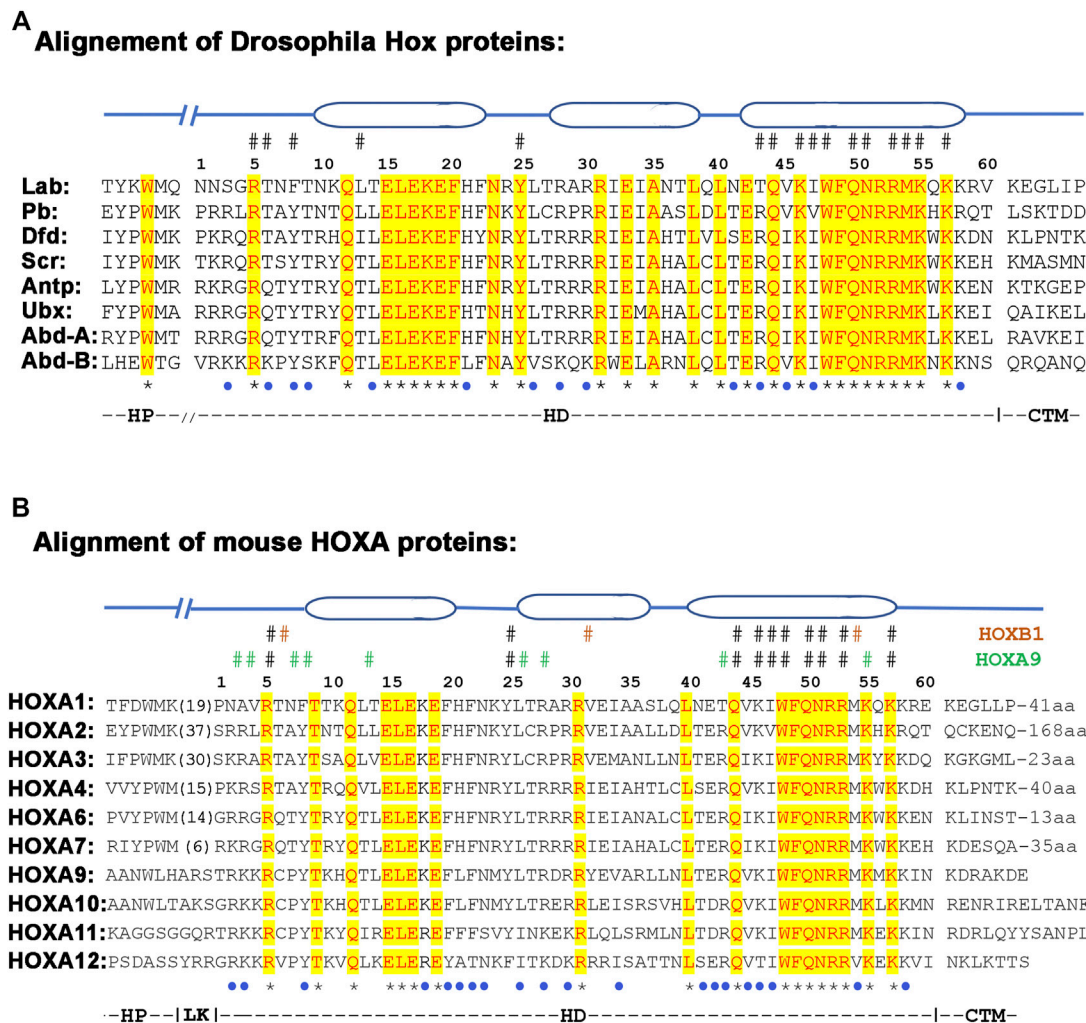 A
Alignement of Drosophila Hox proteins:
# # # # # # # # # # # # # # # #
1 5 10 15 20 25 30 35 40 45 50 55 60
Lab: TYKWMQ NNSGRTNFTNKQLTELEKEFHFNRYLTRARRIEIANTLQLNETQVKIWFQNRRMKQKKRV KEGLIP
Pb: EYPWMK PRRLRTAYTNTQLLELEKEFHFNKYLCRPRRIEIAASLDLTERQVKVWFQNRRMKHKRQT LSKTDD
Dfd: IYPWMK PKRQRTAYTRHQILELEKEFHYNRYLTRRRRIEIAHTLVLSERQIKIWFQNRRMKWKKDN KLPNTK
Scr: IYPWMK TKRQRTSYTRYQTLELEKEFHFNRYLTRRRRIEIAHALCLTERQIKIWFQNRRMKWKKEH KMASMN
Antp: LYPWMR RKRGRQTYTRYQTLELEKEFHFNRYLTRRRRIEIAHALCLTERQIKIWFQNRRMKWKKEN KTKGEP
Ubx: FYPWMA RRRGRQTYTRYQTLELEKEFHTNHYLTRRRRIEMAHALCLTERQIKIWFQNRRMKLKKEI QAIKEL
Abd-A: RYPWMT RRRGRQTYTRFQTLELEKEFHFNHYLTRRRRIEIAHALCLTERQIKIWFQNRRMKLKKEL RAVKEI
Abd-B: LHEWTG VRKKRKPYSKFQTLELEKEFLFNAYVSKQKRWELARNLQLTERQVKIWFQNRRMKNKKNS QRQANQ
* * * ****** * * * * * * * * * ******** *
--HP-- // HD |--CTM--
B
Alignment of mouse HOXA proteins:
# # # # # # # # # # # # # HOXB1
# # # # # # # # # # # # # # # # # # # HOXA9
1 5 10 15 20 25 30 35 40 45 50 55 60
HOXA1: TFDWMK(19)PNAVRTNFTTKQLTELEKEFHFNKYLTRARRVEIAASLQLNETQVKIWFQNRRMKQKKRE KEGLLP-41aa
HOXA2: EYPWMK(37)SRRLRTAYTNTQLLELEKEFHFNKYLCRPRRVEIAALLDLTERQVKVWFQNRRMKHKRQT QCKENQ-168aa
HOXA3: IFPWMK(30)SKRARTAYTSAQLVELEKEFHFNRYLCRPRRVEMANLLNLTERQIKIWFQNRRMKYKKDQ KGKGML-23aa
HOXA4: VVYPWM(15)PKRSRTAYTRQQVLELEKEFHFNRYLTRRRRIEIAHTLCLSERQVKIWFQNRRMKWKKDH KLPNTK-40aa
HOXA6: PVYPWM(14)GRRGRQTYTRYQTLELEKEFHFNRYLTRRRRIEIANALCLTERQIKIWFQNRRMKWKKEN KLINST-13aa
HOXA7: RIYPWM (6)RKRGRQTYTRYQTLELEKEFHFNRYLTRRRRIEIAHALCLTERQIKIWFQNRRMKWKKEH KDESQA-35aa
HOXA9: AANWLHARSTRKKRCPYTKHQTLELEKEFLFNMYLTRDRRYEVARLLNLTERQVKIWFQNRRMKMKKIN KDRAKDE
HOXA10: AANWLTAKSGRKKRCPYTKHQTLELEKEFLFNMYLTRERRLEISRSVHLTDRQVKIWFQNRRMKLKKMN RENRIRELTANF
HOXA11: KAGGSGGQRTRKKRCPYTKYQIRELEREFFFSVYINKEKRLQLSRMLNLTDRQVKIWFQNRRMKEKKIN RDRLQYYSANPL
HOXA12: PSDASSYRRGRKKRVPYTKVQLKELEREYATNKFITKDKRRRISATTNLSERQVTIWFQNRRVKEKKVI NKLKTTS
* * * *** * * * * ****** * *
--HP--|LK| HD |--CTM--